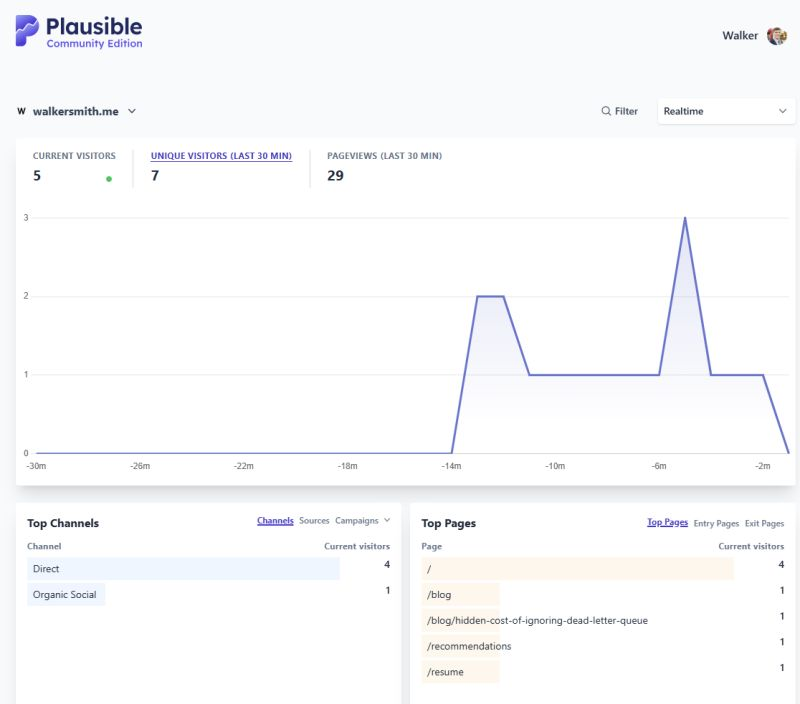 Plausible
Community Edition
Walker
W walkersmith.me
Filter
Realtime
CURRENT VISITORS
5
UNIQUE VISITORS (LAST 30 MIN)
7
PAGEVIEWS (LAST 30 MIN)
29
3
2
1
0
-30m -26m -22m -18m -14m -10m -6m -2m
Top Channels
Channels Sources Campaigns
Channel Current visitors
Direct 4
Organic Social 1
Top Pages
Top Pages Entry Pages Exit Pages
Page Current visitors
/ 4
/blog 1
/blog/hidden-cost-of-ignoring-dead-letter-queue 1
/recommendations 1
/resume 1